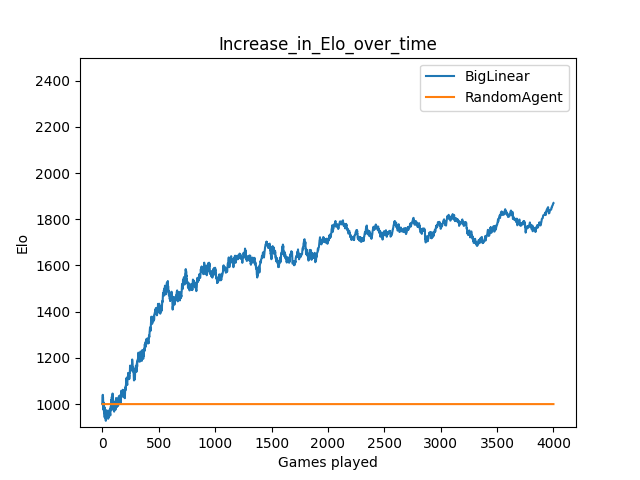 Increase_in_Elo_over_time
BigLinear
RandomAgent
2400
2200
2000
1800
1600
1400
1200
1000
Elo
0 500 1000 1500 2000 2500 3000 3500 4000
Games played